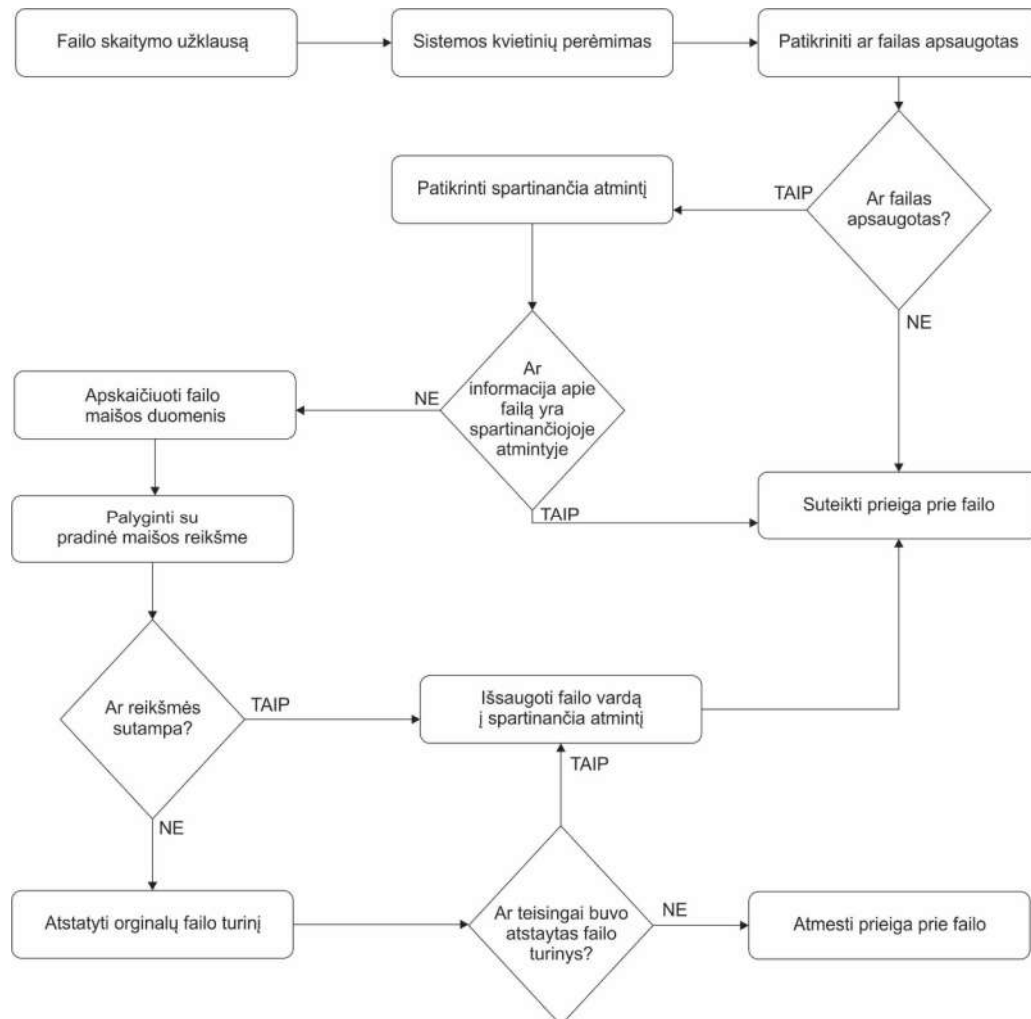 Failo skaitymo užklausą
Sistemos kvietinių perėmimas
Patikriniti ar failas apsaugotas
Patikrinti spartinančia atmintį
TAIP
Ar failas
apsaugotas?
NE
Ar
informacija apie
failą yra
spartinančiojoje
atmintyje
NE
Apskaičiuoti failo
maišos duomenis
TAIP
Suteikti prieiga prie failo
Palyginti su
pradinė maišos reikšme
Ar reikšmės
sutampa?
TAIP
Išsaugoti failo vardą
į spartinančia atmintį
TAIP
NE
Atstatyti orginalų failo turinį
Ar teisingai buvo
atstaytas failo
turinys?
NE
Atmesti prieiga prie failo